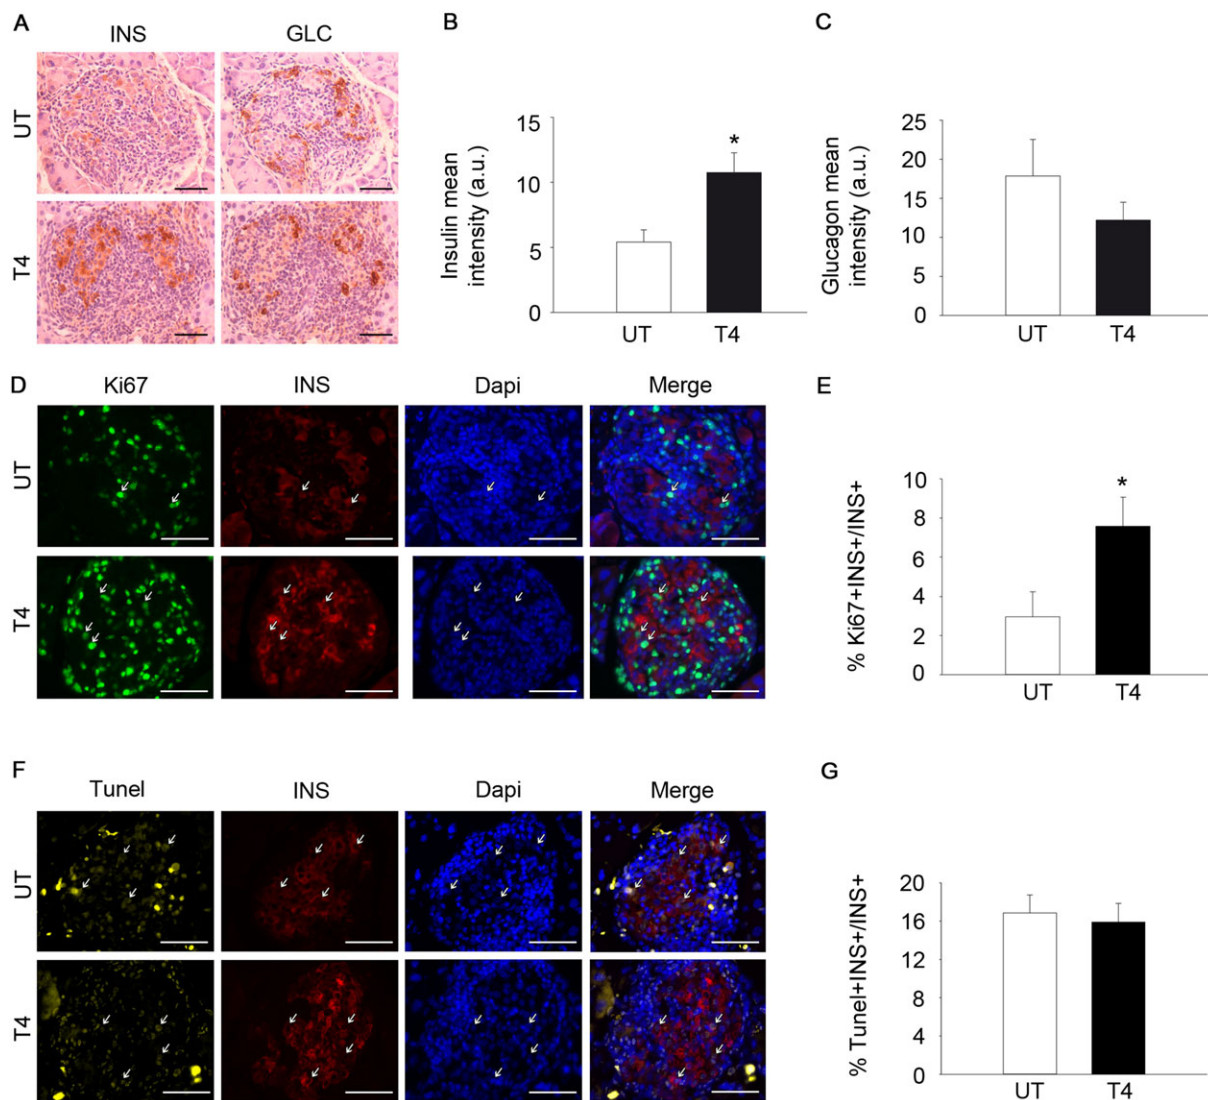 A
INS
GLC
UT
T4
B
Insulin mean
intensity (a.u.)
15
10
5
0
*
UT
T4
C
Glucagon mean
intensity (a.u.)
25
20
15
10
5
0
UT
T4
D
Ki67
INS
Dapi
Merge
UT
T4
E
% Ki67+INS+/INS+
10
8
6
4
2
0
*
UT
T4
F
Tunel
INS
Dapi
Merge
UT
T4
G
% Tunel+INS+/INS+
20
16
12
8
4
0
UT
T4